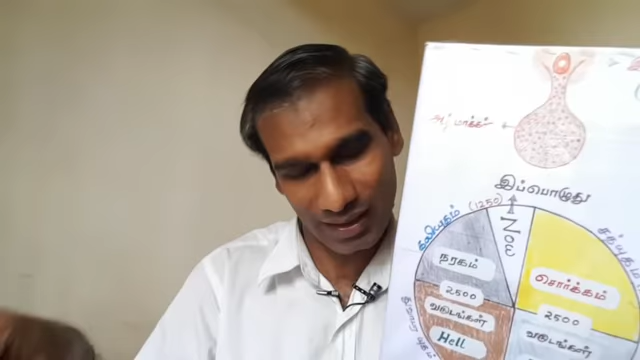 இப்பொழுது
(1250)
கலியுகம்
Now
நரகம்
சொர்க்கம்
2500
2500
வருடங்கள்
வருடங்கள்
Hell